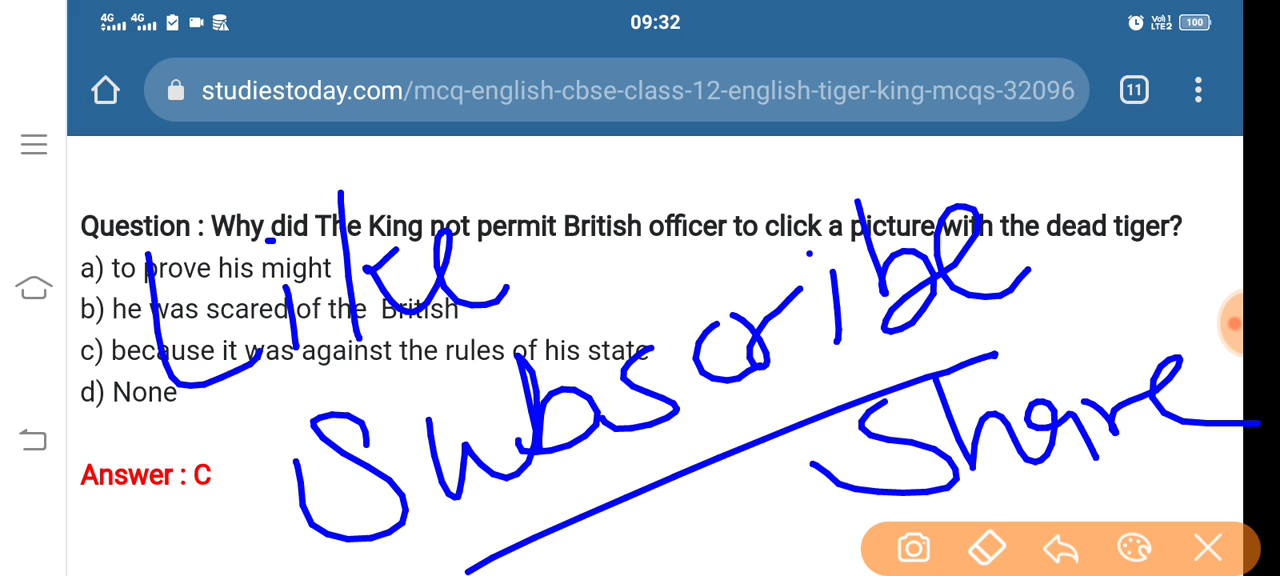 4G 4G 09:32 Vo) 1 LTE2 100
studiestoday.com/mcq-english-cbse-class-12-english-tiger-king-mcqs-32096 11
Question : Why did The King not permit British officer to click a picture with the dead tiger?
a) to prove his might
b) he was scared of the British
c) because it was against the rules of his state
d) None
Answer : C
Like
Subscribe
Share